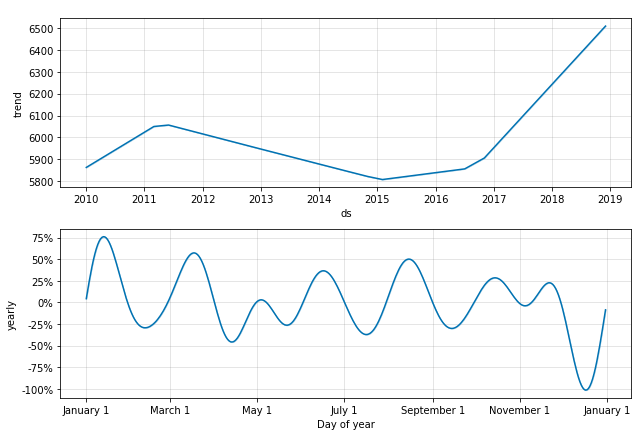 6500
6400
6300
6200
6100
6000
5900
5800
trend
2010 2011 2012 2013 2014 2015 2016 2017 2018 2019
ds
75%
50%
25%
0%
-25%
-50%
-75%
-100%
yearly
January 1 March 1 May 1 July 1 September 1 November 1 January 1
Day of year